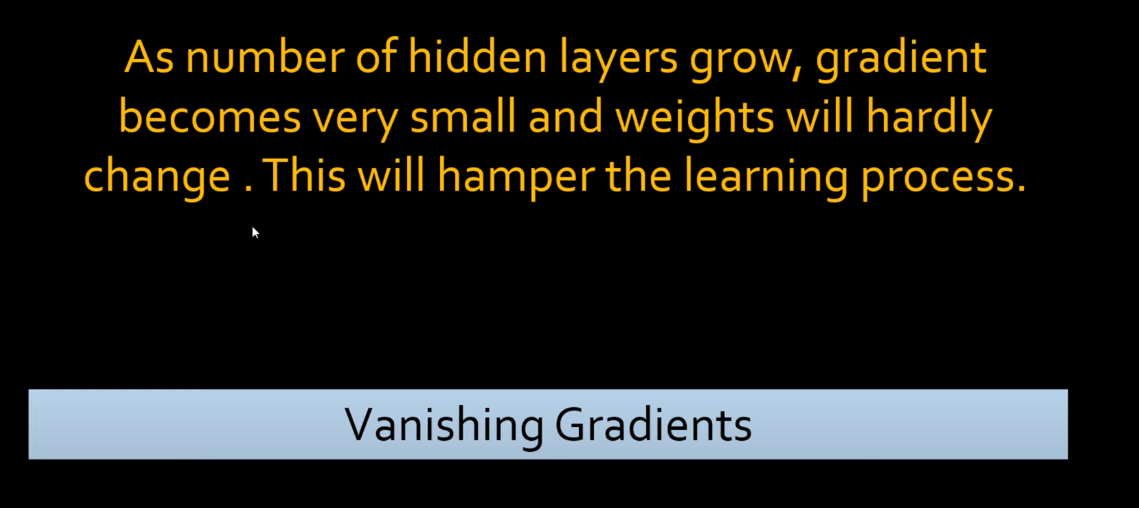 As number of hidden layers grow, gradient
becomes very small and weights will hardly
change . This will hamper the learning process.
Vanishing Gradients